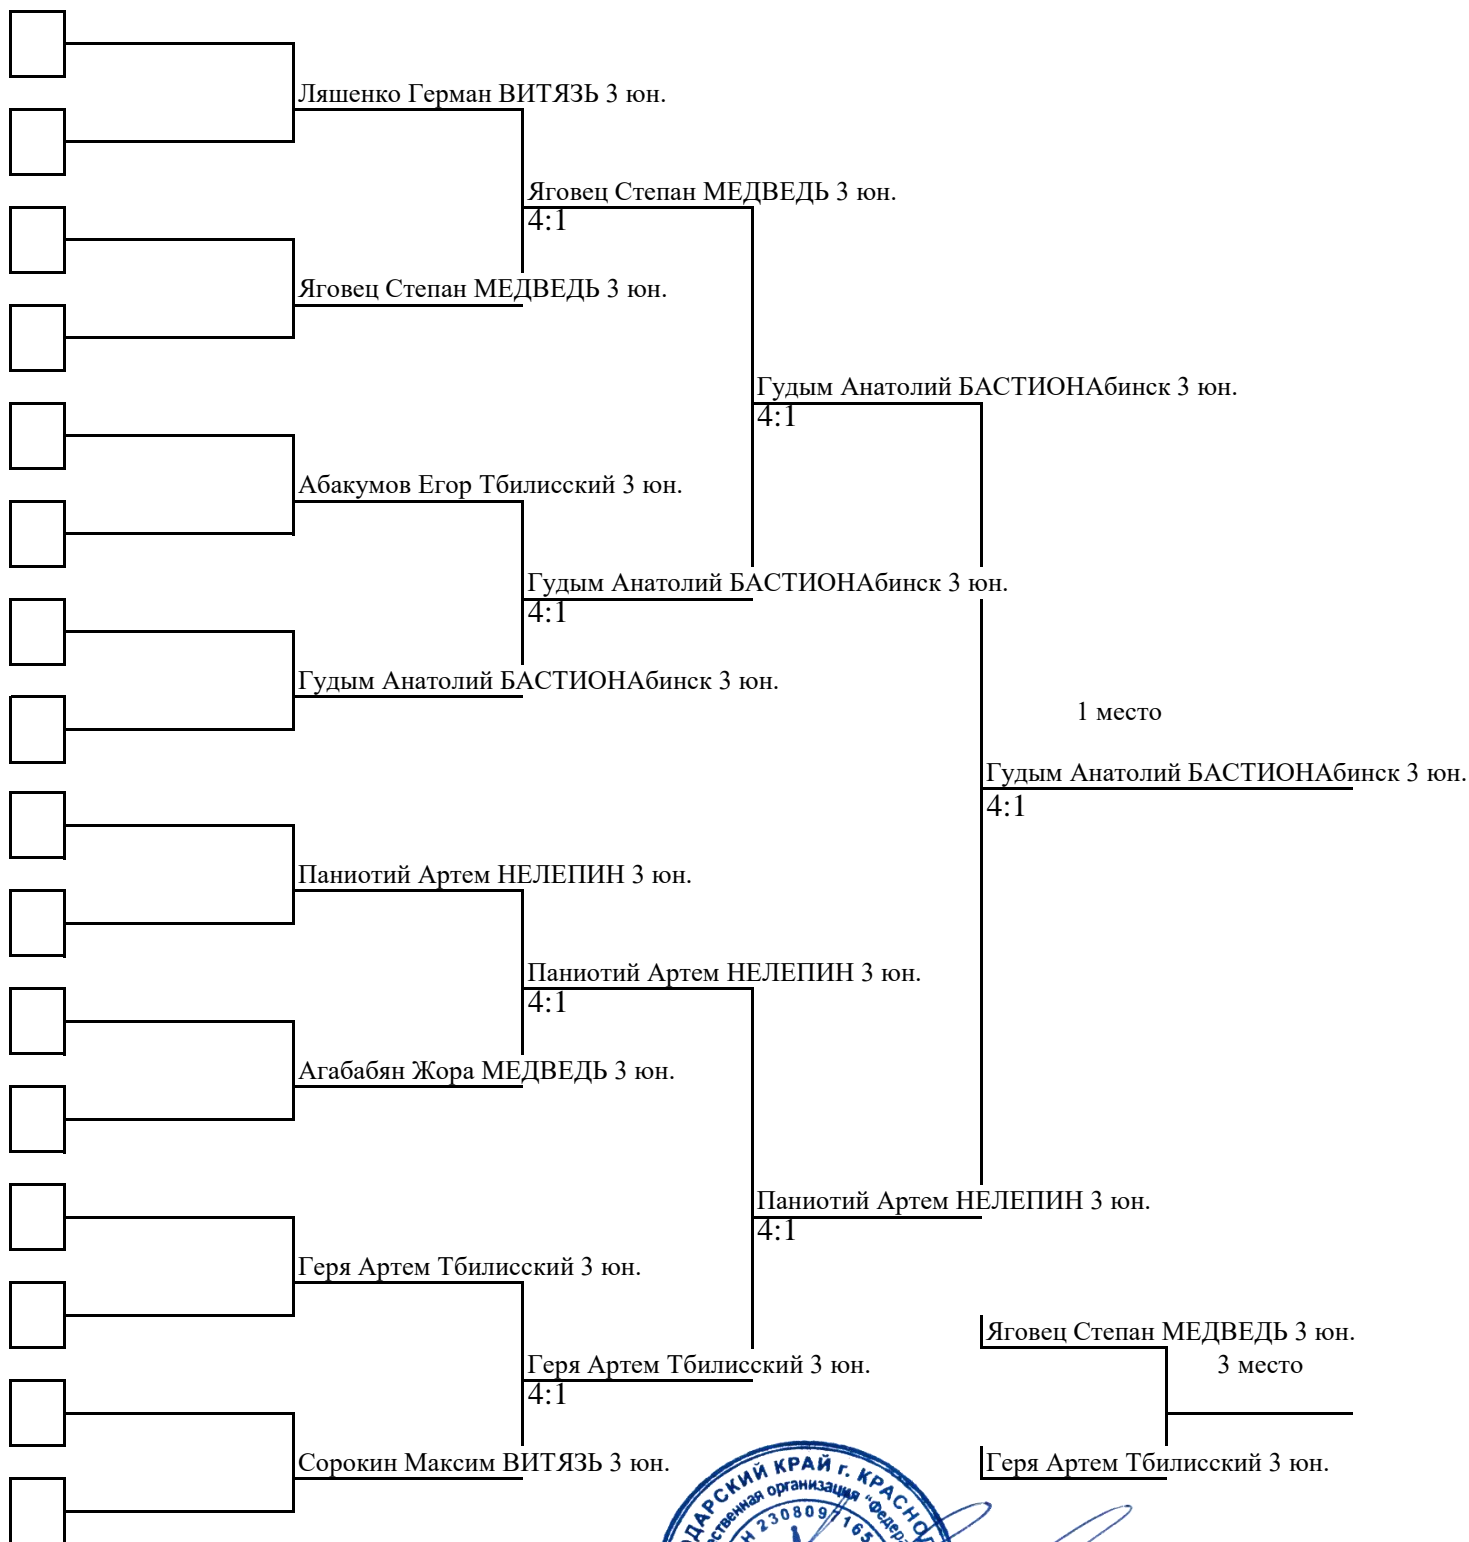 Ляшенко Герман ВИТЯЗЬ 3 юн.
Яговец Степан МЕДВЕДЬ 3 юн.
4:1
Яговец Степан МЕДВЕДЬ 3 юн.
Гудым Анатолий БАСТИОНАбинск 3 юн.
4:1
Абакумов Егор Тбилисский 3 юн.
Гудым Анатолий БАСТИОНАбинск 3 юн.
4:1
Гудым Анатолий БАСТИОНАбинск 3 юн.
1 место
Гудым Анатолий БАСТИОНАбинск 3 юн.
4:1
Паниотий Артем НЕЛЕПИН 3 юн.
Паниотий Артем НЕЛЕПИН 3 юн.
4:1
Агабабян Жора МЕДВЕДЬ 3 юн.
Паниотий Артем НЕЛЕПИН 3 юн.
4:1
Геря Артем Тбилисский 3 юн.
Яговец Степан МЕДВЕДЬ 3 юн.
Геря Артем Тбилисский 3 юн.
3 место
4:1
Сорокин Максим ВИТЯЗЬ 3 юн.
Геря Артем Тбилисский 3 юн.
КРАЙ г.
организация
2308097165